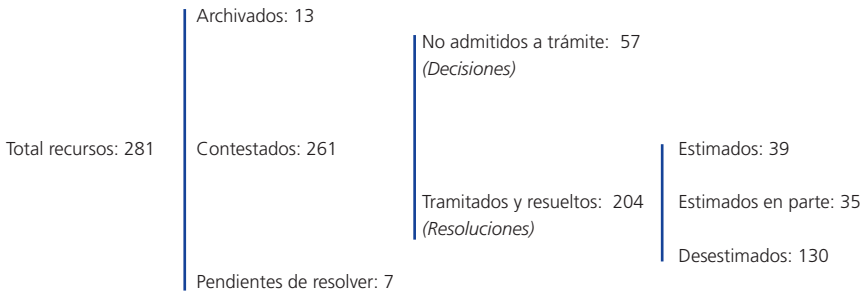 Archivados: 13
No admitidos a trámite: 57
(Decisiones)
Total recursos: 281
Contestados: 261
Estimados: 39
Tramitados y resueltos: 204
Estimados en parte: 35
(Resoluciones)
Desestimados: 130
Pendientes de resolver: 7